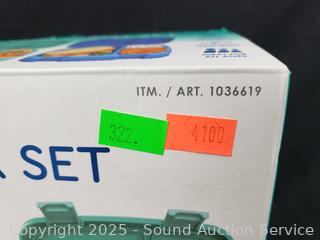 ITM. / ART. 1036619
322.
4100
R SET
Copyright 2025 - Sound Auction Service